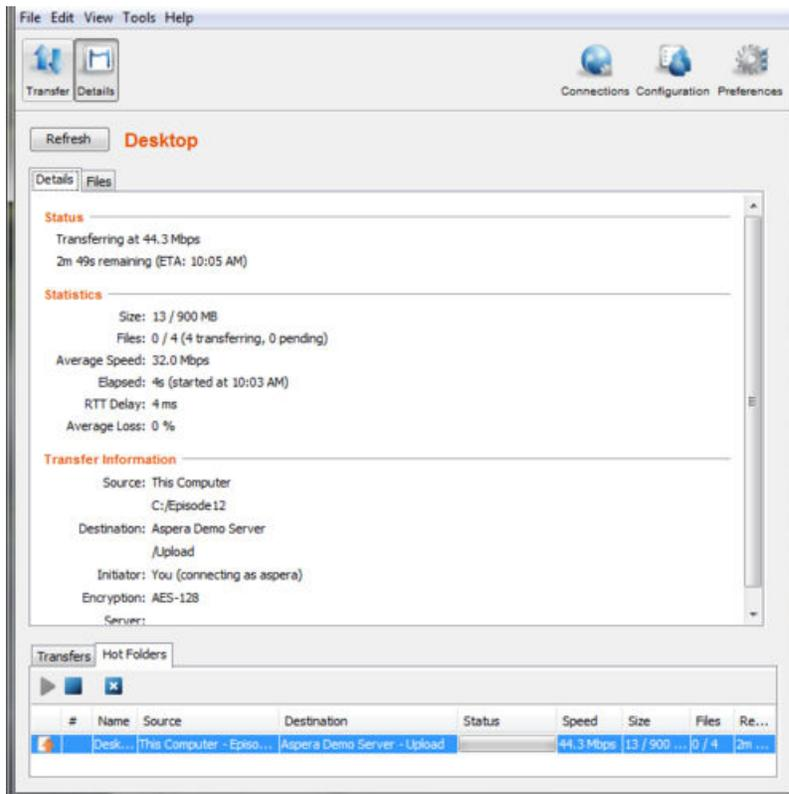 File Edit View Tools Help
Transfer Details Connections Configuration Preferences
Refresh Desktop
Details Files
Status
Transferring at 44.3 Mbps
2m 49s remaining (ETA: 10:05 AM)
Statistics
Size: 13 / 900 MB
Files: 0 / 4 (4 transferring, 0 pending)
Average Speed: 32.0 Mbps
Elapsed: 4s (started at 10:03 AM)
RTT Delay: 4 ms
Average Loss: 0 %
Transfer Information
Source: This Computer
C:/Episode12
Destination: Aspera Demo Server
/Upload
Initiator: You (connecting as aspera)
Encryption: AES-128
Server:
Transfers Hot Folders
# Name Source Destination Status Speed Size Files Re...
Desk... This Computer - Episo... Aspera Demo Server - Upload 44.3 Mbps 13 / 900 ... 0 / 4 2m ...